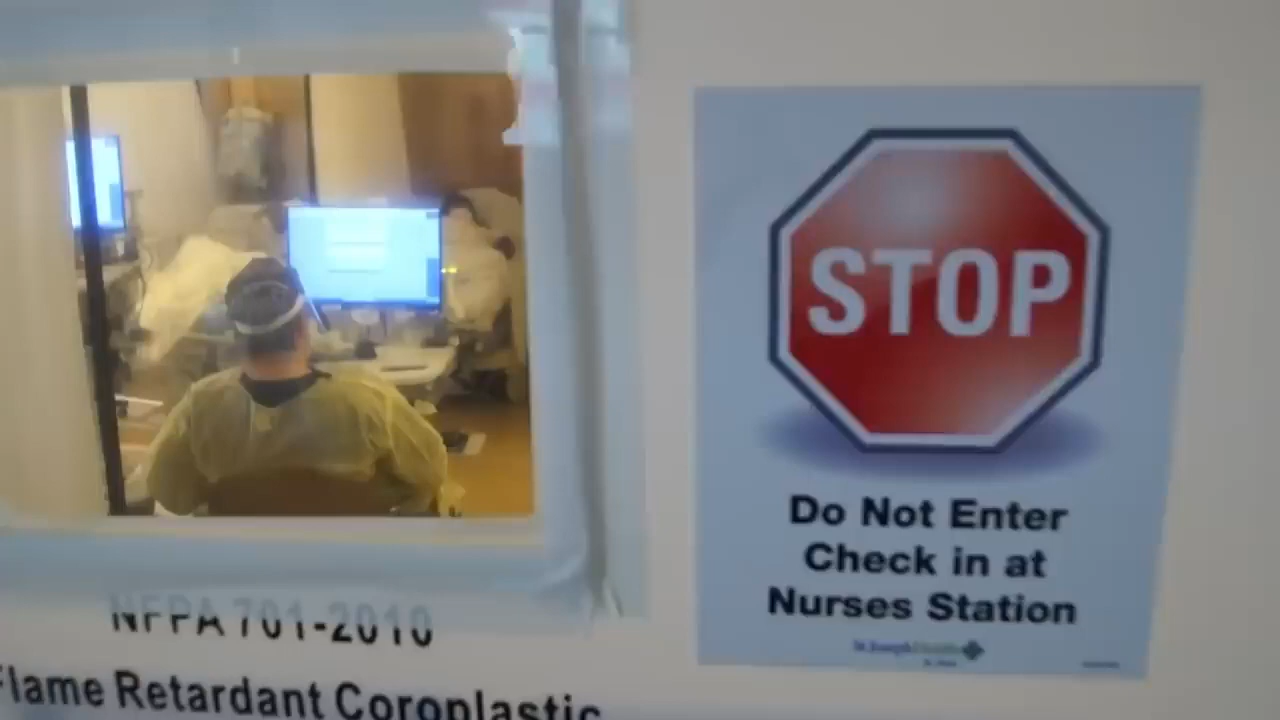 STOP
Do Not Enter
Check in at
Nurses Station
NFPA 701-2010
Flame Retardant Coroplastic